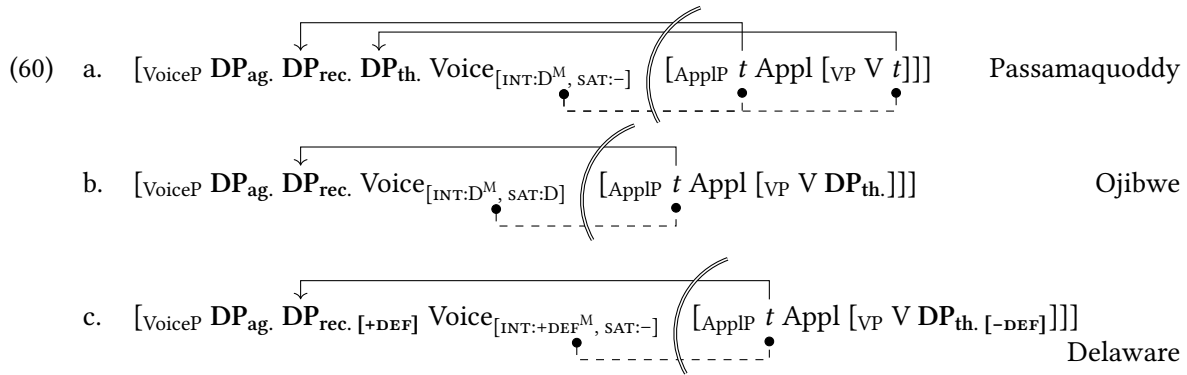 (60) a. [VoiceP DPag. DPrec. DPth. Voice[INT:Dᴹ, SAT:–] [ApplP t Appl [VP V t]]] Passamaquoddy
b. [VoiceP DPag. DPrec. Voice[INT:Dᴹ, SAT:D] [ApplP t Appl [VP V DPth.]]] Ojibwe
c. [VoiceP DPag. DPrec. [+DEF] Voice[INT:+DEFᴹ, SAT:–] [ApplP t Appl [VP V DPth. [–DEF]]]]
Delaware